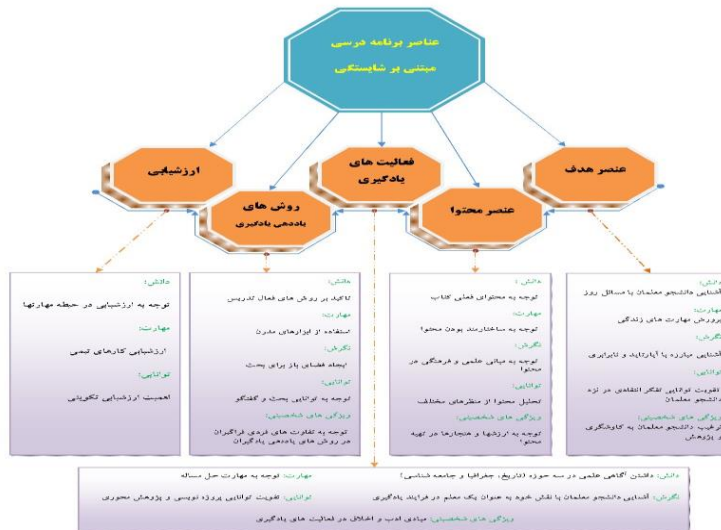 عناصر برنامه درسی
مبتنی بر شایستگی
عنصر هدف
عنصر محتوا
فعالیت های
یادگیری
روش های
یاددهی یادگیری
ارزشیابی
آشنایی دانشجو معلمان با مسائل روز
مهارت:
پرورش مهارت های زندگی
نگرش:
آشنایی مبارزه با آپارتاید و نابرابری
توانایی:
تقویت توانایی تفکر انتقادی در نزد
دانشجو معلمان
ویژگی های شخصیتی:
ترغیب دانشجو معلمان به کاوشگری
و پژوهش
دانش:
توجه به محتوای فعلی کتاب
مهارت:
توجه به ساختارمند بودن محتوا
نگرش:
توجه به مبانی علمی و فرهنگی در
محتوا
توانایی:
تحلیل محتوا از منظرهای مختلف
ویژگی های شخصیتی:
توجه به ارزشها و هنجارها در تهیه
محتوا
دانش:
تاکید بر روش های فعال تدریس
مهارت:
استفاده از ابزارهای مدرن
نگرش:
ایجاد فضای باز برای بحث
توانایی:
توجه به توانایی بحث و گفتگو
ویژگی های شخصیتی:
توجه به تفاوت های فردی فراگیران
در روش های یاددهی یادگیران
دانش:
توجه به ارزشیابی در حیطه مهارتها
مهارت:
ارزشیابی کارهای تیمی
توانایی:
اهمیت ارزشیابی تکوینی
دانش: داشتن آگاهی علمی در سه حوزه (تاریخ، جغرافیا و جامعه شناسی) مهارت: توجه به مهارت حل مساله
نگرش: آشنایی دانشجو معلمان با نقش خود به عنوان یک معلم در فرایند یادگیری توانایی: تقویت توانایی پروژه نویسی و پژوهش محوری
ویژگی های شخصیتی: مبادی ادب و اخلاق در فعالیت های یادگیری